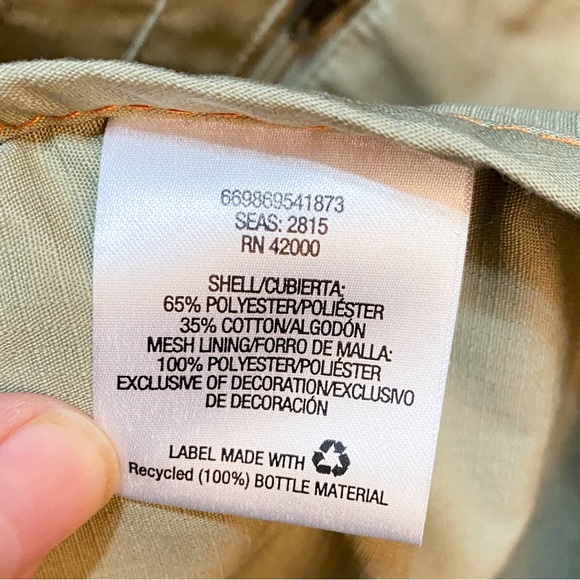 669869541873
SEAS: 2815
RN 42000
SHELL/CUBIERTA:
65% POLYESTER/POLIÉSTER
35% COTTON/ALGODÓN
MESH LINING/FORRO DE MALLA:
100% POLYESTER/POLIÉSTER
EXCLUSIVE OF DECORATION/EXCLUSIVO
DE DECORACIÓN
LABEL MADE WITH
Recycled (100%) BOTTLE MATERIAL